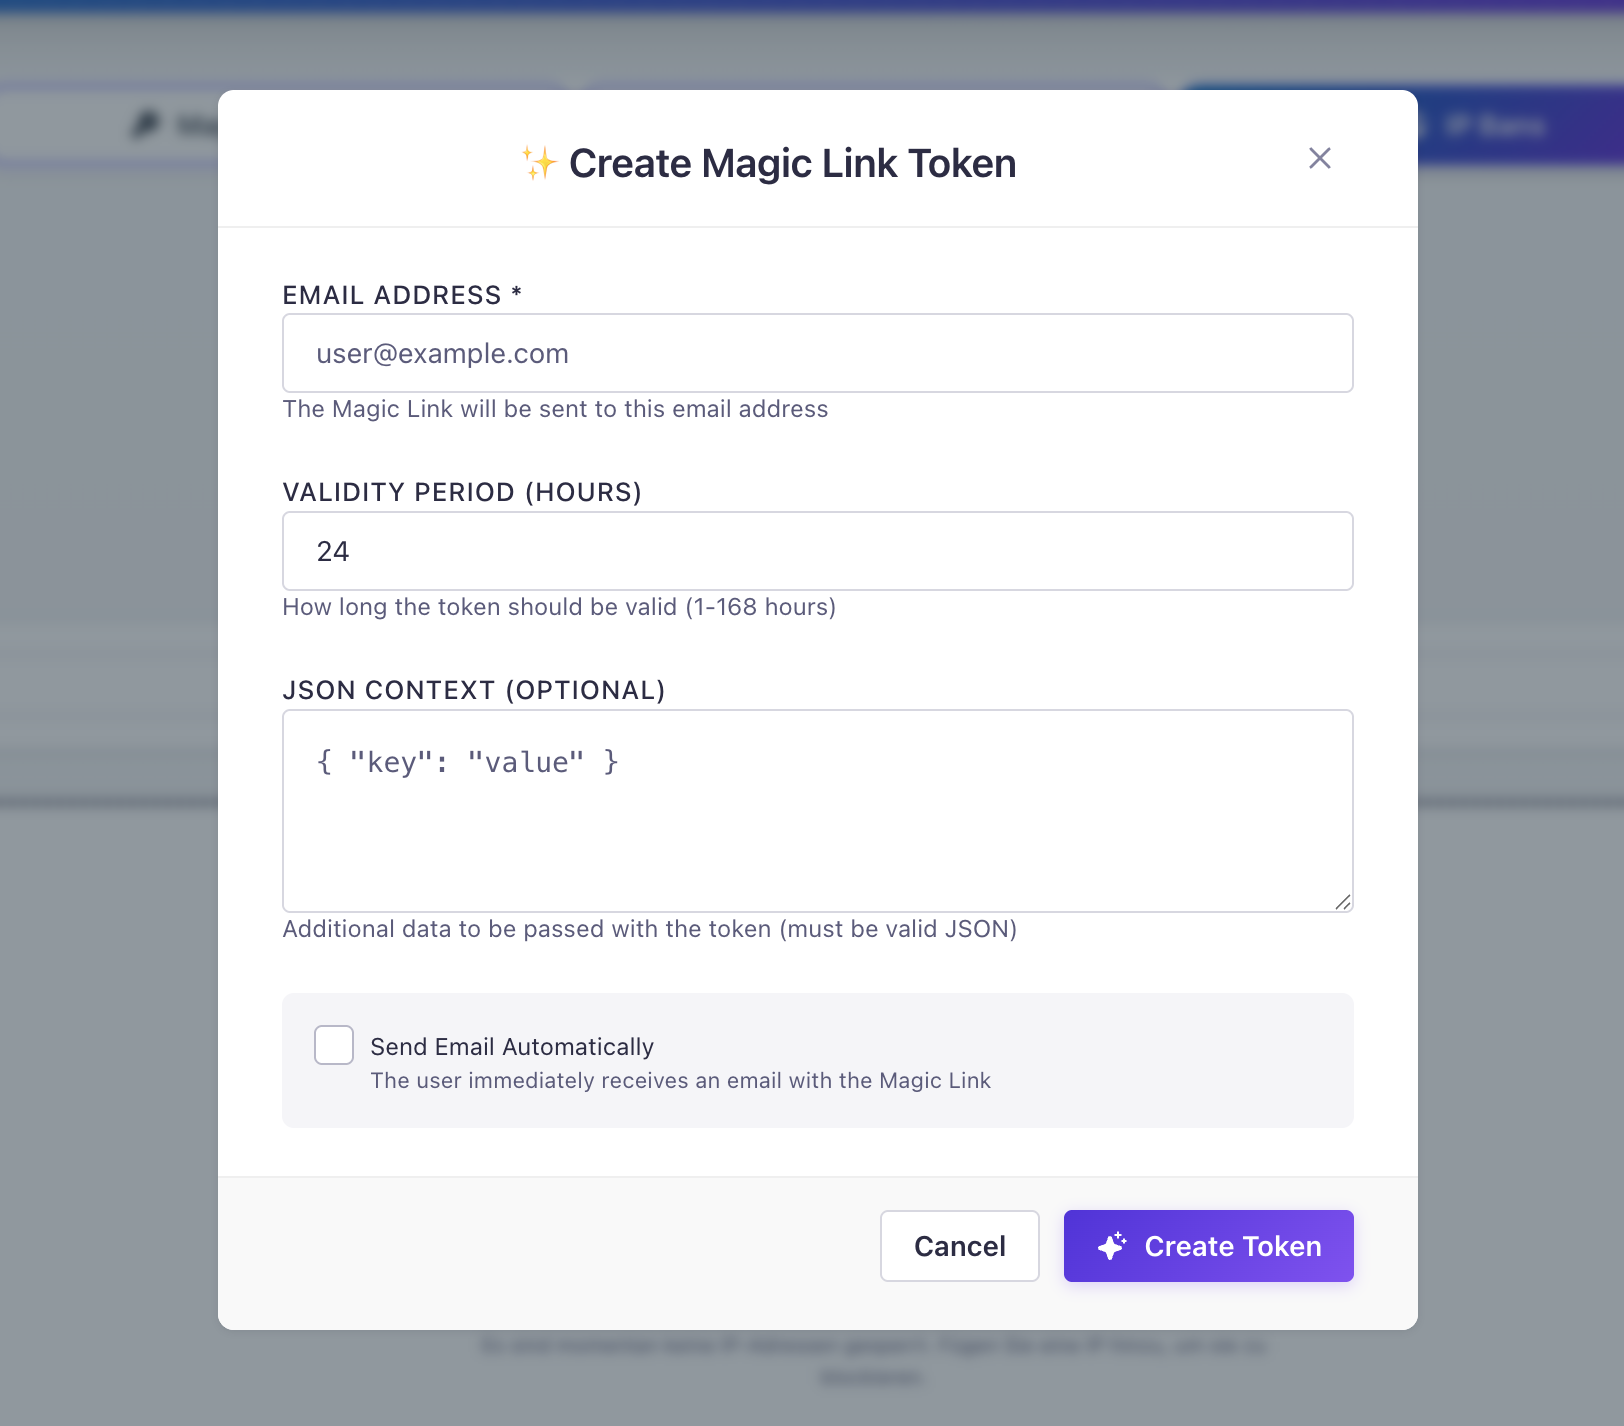 ✨ Create Magic Link Token
EMAIL ADDRESS *
user@example.com
The Magic Link will be sent to this email address
VALIDITY PERIOD (HOURS)
24
How long the token should be valid (1-168 hours)
JSON CONTEXT (OPTIONAL)
{ "key": "value" }
Additional data to be passed with the token (must be valid JSON)
Send Email Automatically
The user immediately receives an email with the Magic Link
Cancel
Create Token